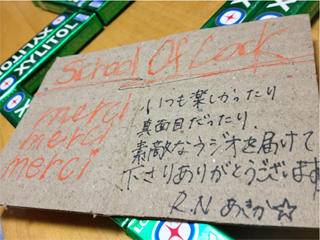 XYLITOL
XYLITOL
School Of Lock
merci
merci
merci
いつも楽しかったり
真面目だったり
素敵なラジオを届けて
下さりありがとうございます
R.N あきか☆